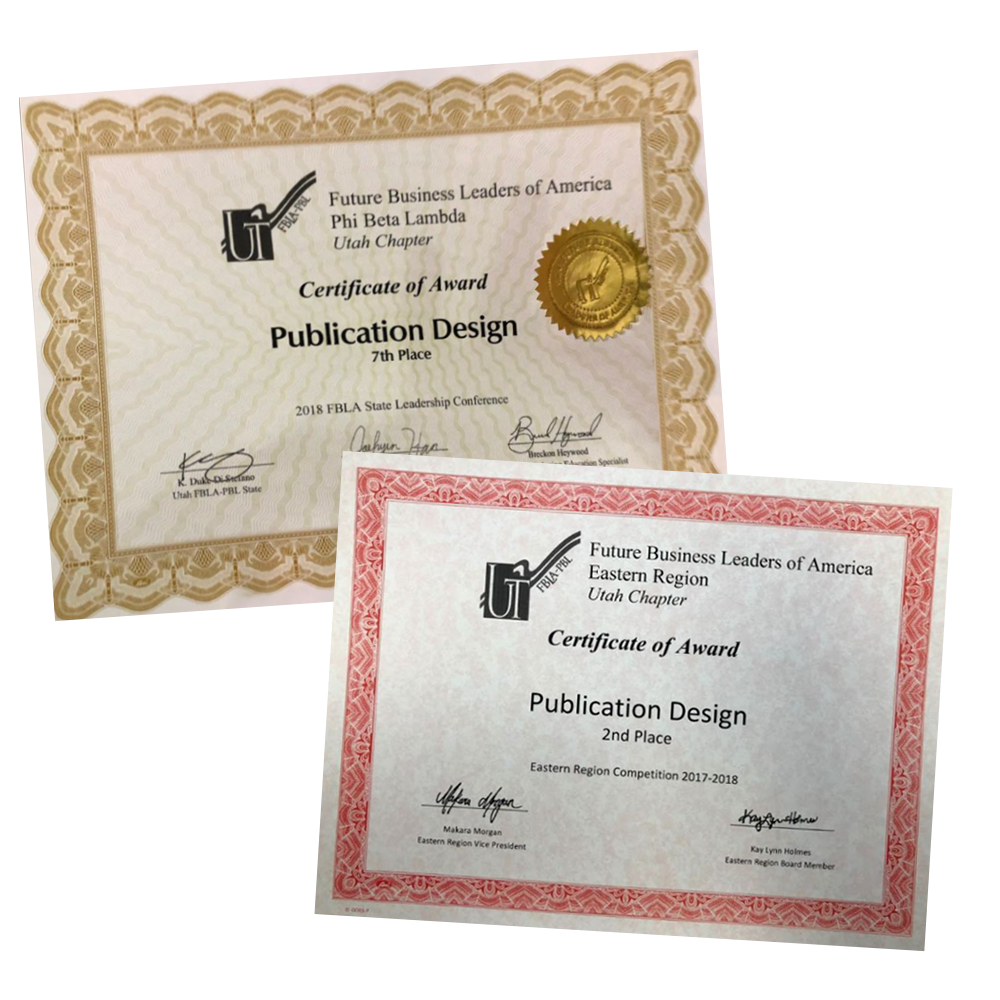 UT
FBLA-PBL
Future Business Leaders of America
Phi Beta Lambda
Utah Chapter
Certificate of Award
Publication Design
7th Place
2018 FBLA State Leadership Conference
K. Duke Di Stefano
Utah FBLA-PBL State
Breckon Heywood
Education Specialist
UT
FBLA-PBL
Future Business Leaders of America
Eastern Region
Utah Chapter
Certificate of Award
Publication Design
2nd Place
Eastern Region Competition 2017-2018
Makara Morgan
Eastern Region Vice President
Kay Lynn Holmes
Eastern Region Board Member